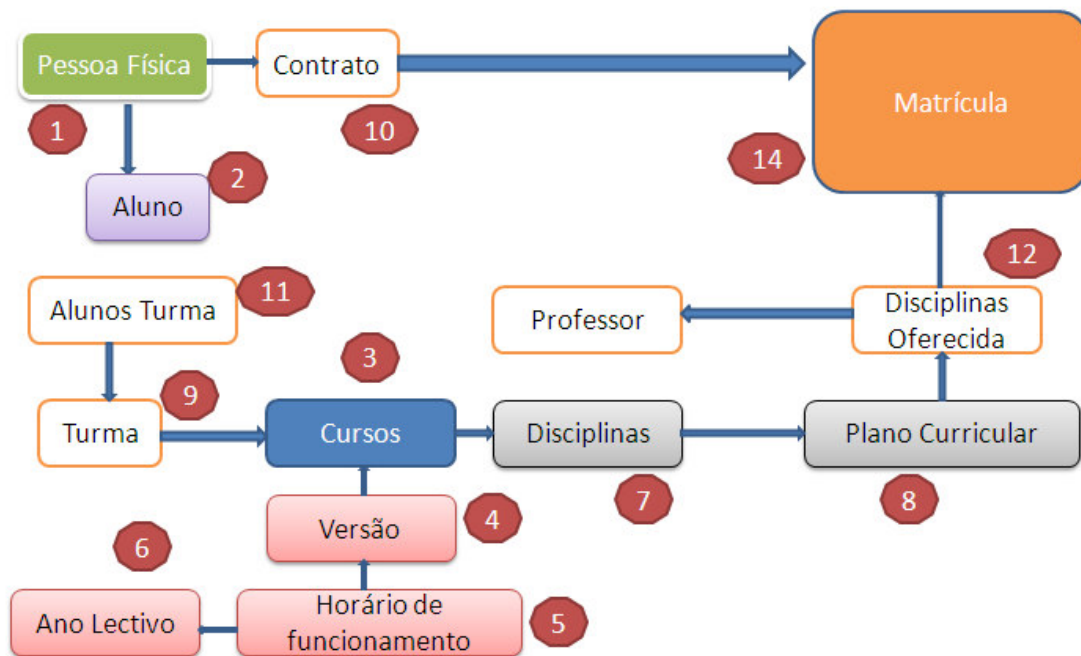 Pessoa Física
Contrato
Matrícula
1
10
14
2
Aluno
12
11
Alunos Turma
Professor
Disciplinas
Oferecida
3
9
Turma
Cursos
Disciplinas
Plano Curricular
4
7
8
Versão
6
Ano Lectivo
Horário de
funcionamento
5